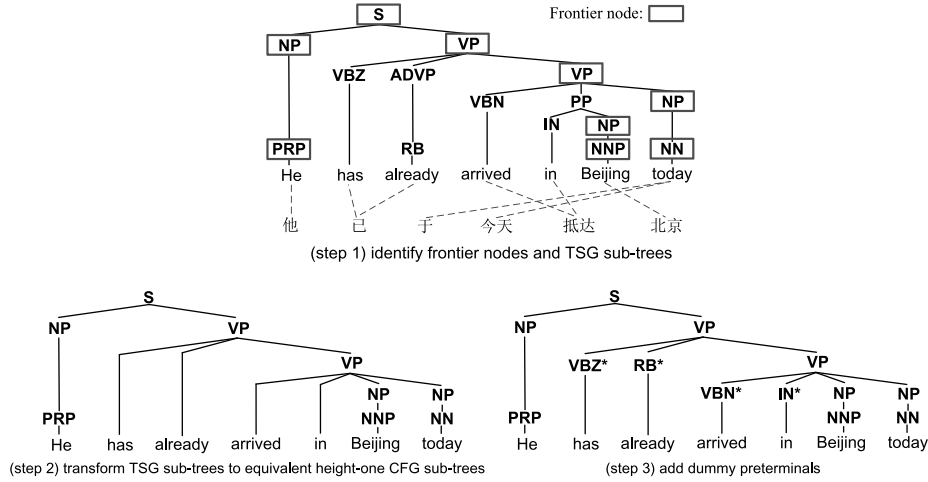 S Frontier node:
NP VP
VBZ ADVP VP
VBN PP NP
IN NP
PRP RB NNP NN
He has already arrived in Beijing today
他 已 于 今天 抵达 北京
(step 1) identify frontier nodes and TSG sub-trees
S
NP VP
VP
NP NP
PRP NNP NN
He has already arrived in Beijing today
(step 2) transform TSG sub-trees to equivalent height-one CFG sub-trees
S
NP VP
VBZ* RB* VP
VBN* IN* NP NP
PRP NNP NN
He has already arrived in Beijing today
(step 3) add dummy preterminals